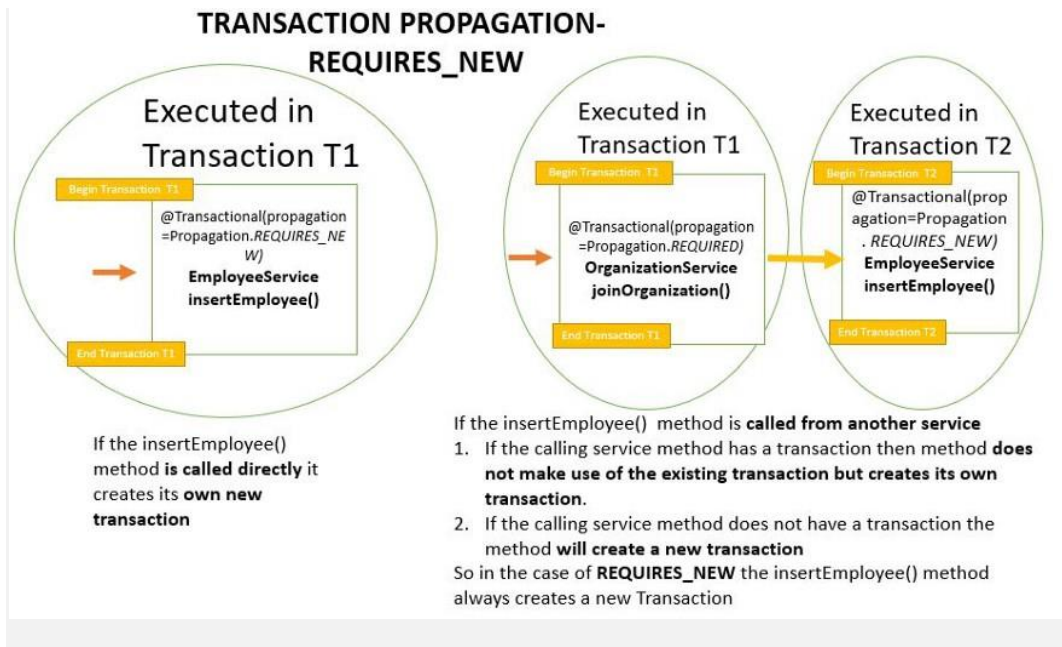 TRANSACTION PROPAGATION-
REQUIRES_NEW
Executed in
Transaction T1
Begin Transaction T1
@Transactional(propagation
=Propagation.REQUIRES_NE
W)
EmployeeService
insertEmployee()
End Transaction T1
If the insertEmployee()
method is called directly it
creates its own new
transaction
Executed in
Transaction T1
Begin Transaction T1
@Transactional(propagation
=Propagation.REQUIRED)
OrganizationService
joinOrganization()
End Transaction T1
Executed in
Transaction T2
Begin Transaction T2
@Transactional(prop
agation=Propagation
. REQUIRES_NEW)
EmployeeService
insertEmployee()
End Transaction T2
If the insertEmployee() method is called from another service
1. If the calling service method has a transaction then method does
not make use of the existing transaction but creates its own
transaction.
2. If the calling service method does not have a transaction the
method will create a new transaction
So in the case of REQUIRES_NEW the insertEmployee() method
always creates a new Transaction